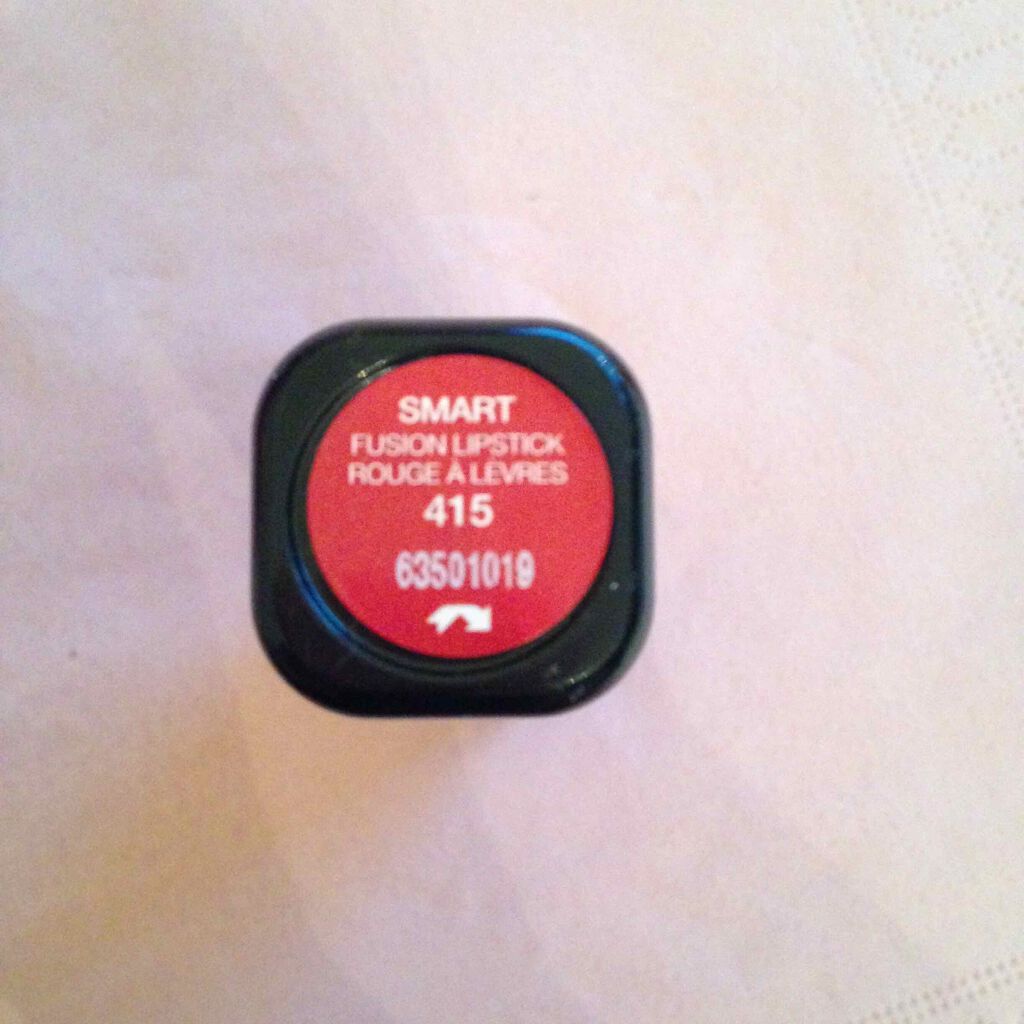 SMART
FUSION LIPSTICK
ROUGE À LÈVRES
415
63501019